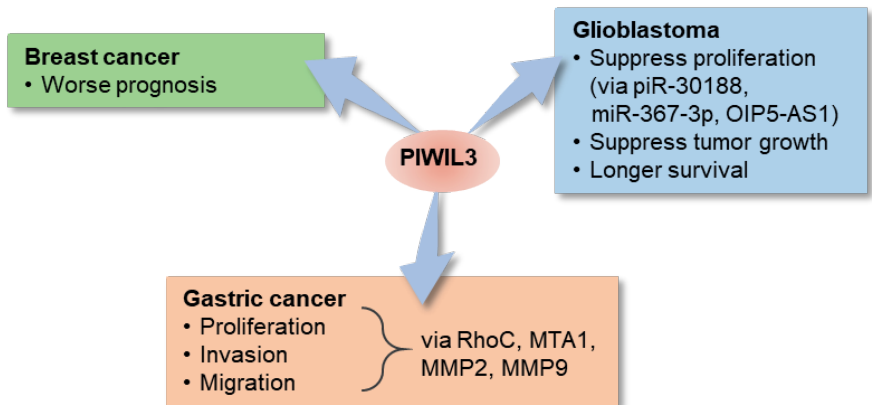 Breast cancer
• Worse prognosis
Glioblastoma
• Suppress proliferation
(via piR-30188,
miR-367-3p, OIP5-AS1)
• Suppress tumor growth
• Longer survival
PIWIL3
Gastric cancer
• Proliferation
• Invasion
• Migration
via RhoC, MTA1,
MMP2, MMP9